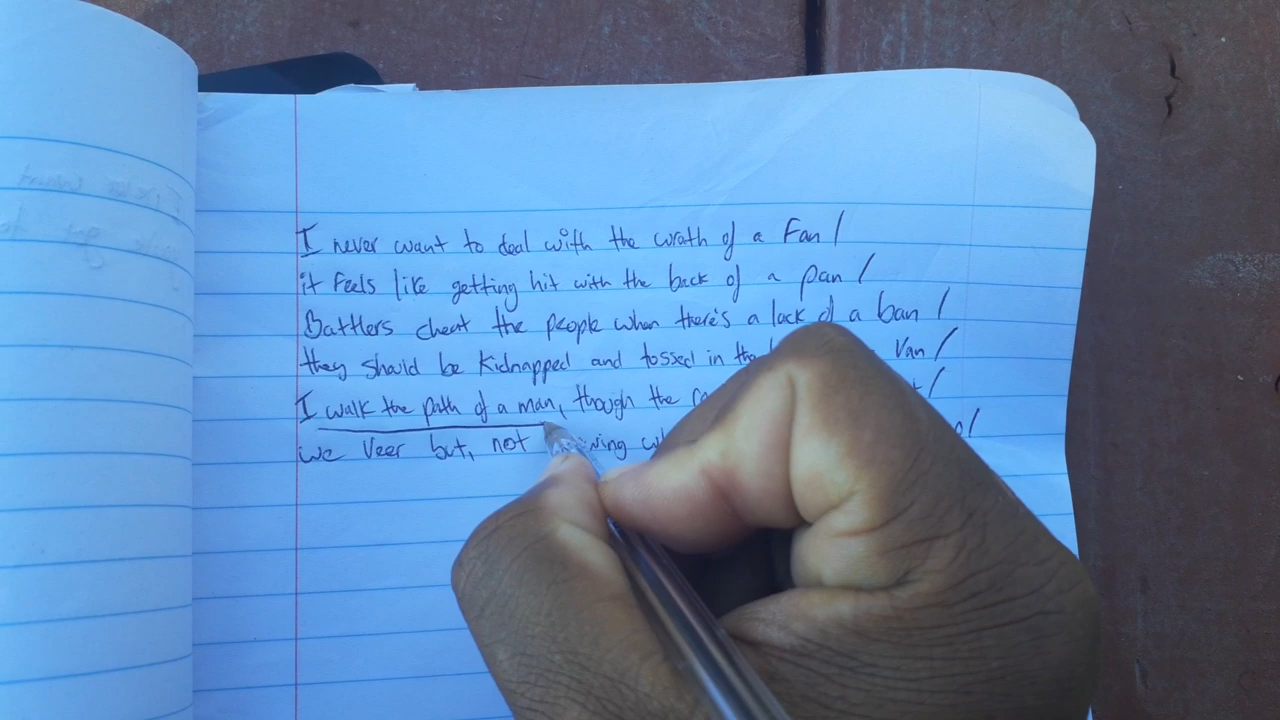 I never want to deal with the wrath of a Fan /
it feels like getting hit with the back of a pan /
Battlers cheat the people when there's a lack of a ban /
they should be kidnapped and tossed in the Van /
I walk the path of a man, though the /
we veer but, not /